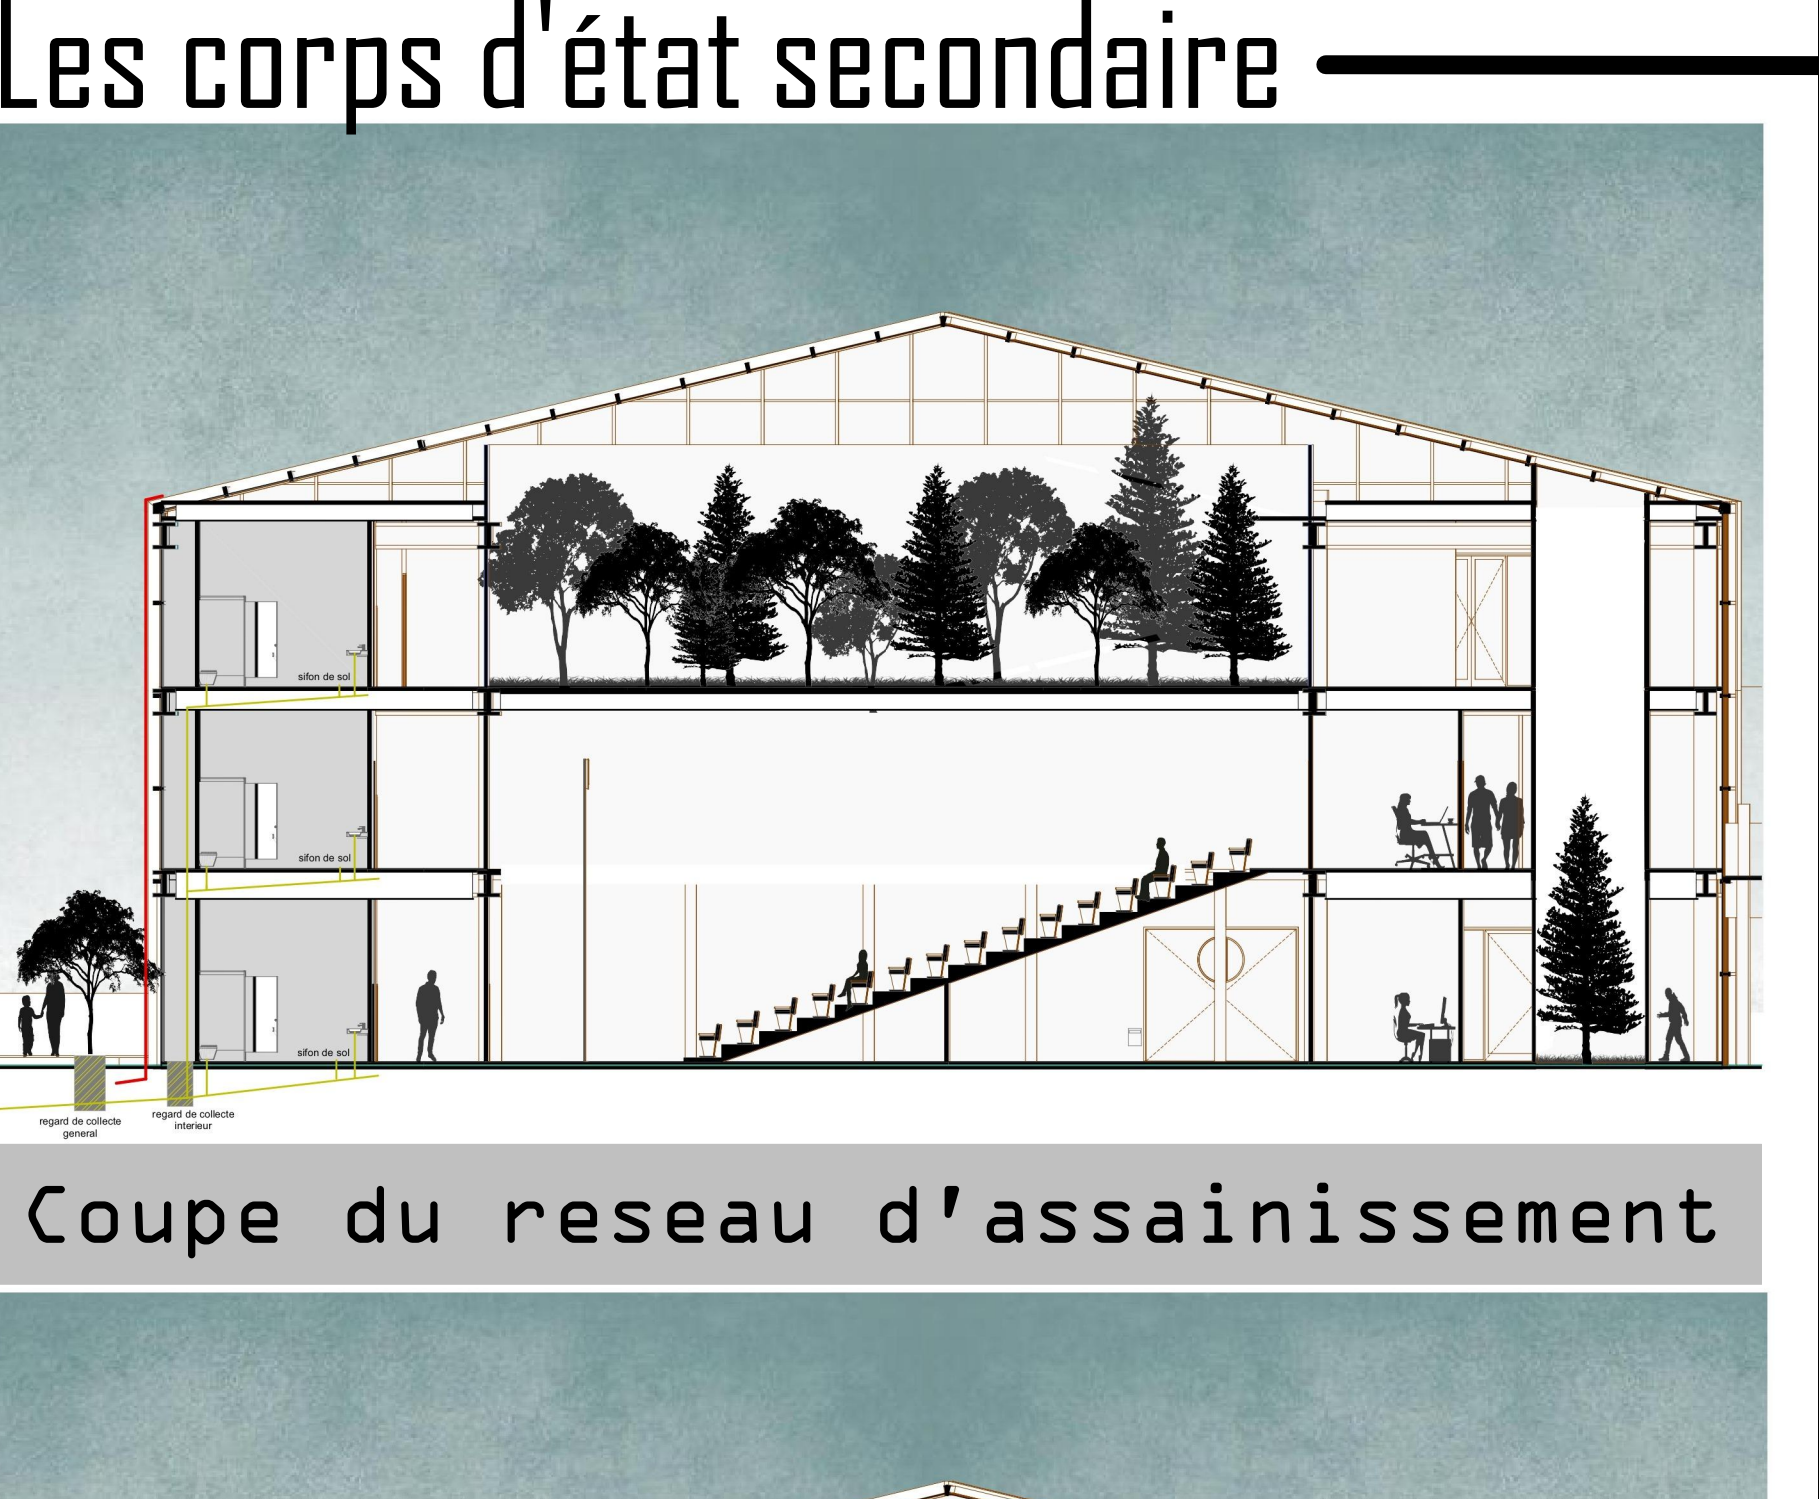 Les corps d'état secondaire
sifon de sol
sifon de sol
sifon de sol
regard de collecte
general
regard de collecte
interieur
Coupe du reseau d'assainissement